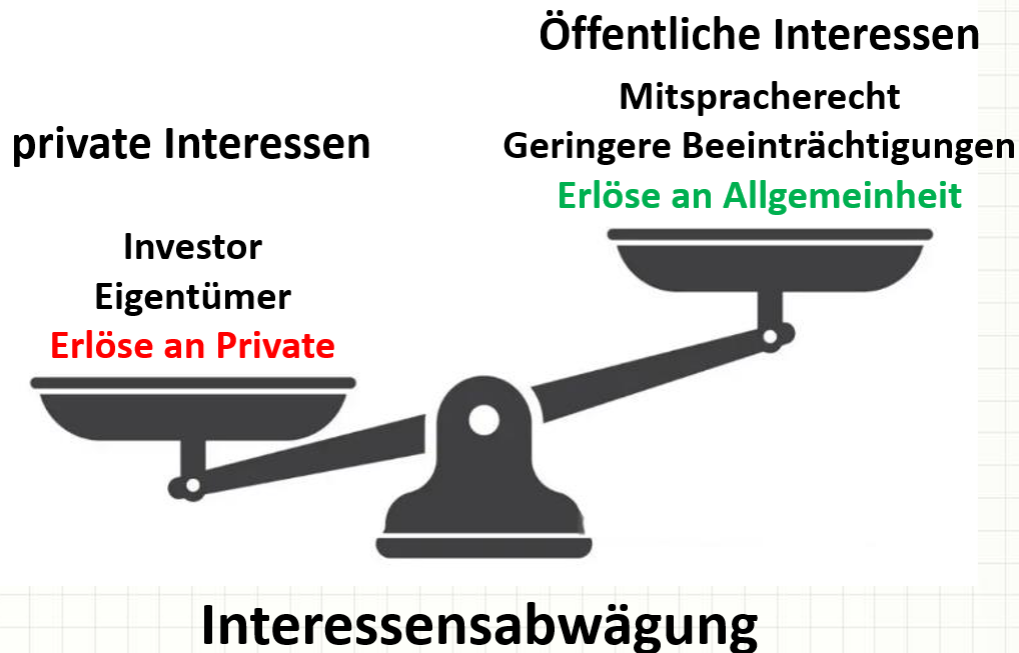 Öffentliche Interessen
Mitspracherecht
Geringere Beeinträchtigungen
Erlöse an Allgemeinheit
private Interessen
Investor
Eigentümer
Erlöse an Private
Interessensabwägung